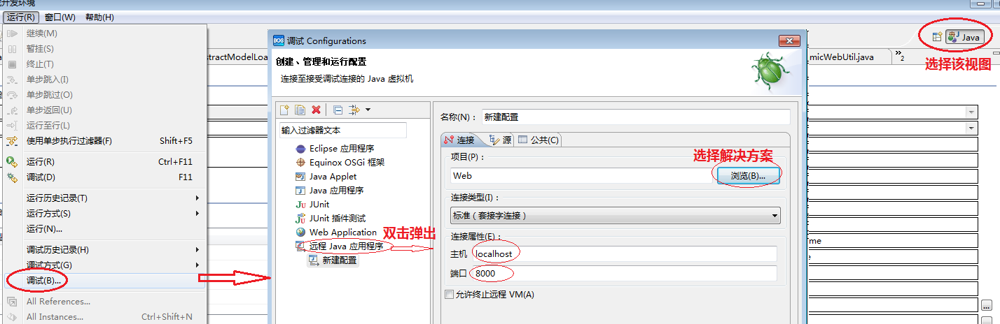 开发环境
运行(R) 窗口(W) 帮助(H)
继续(M)
暂挂(S)
终止(T)
单步跳入(I)
单步跳过(O)
单步返回(U)
运行至行(L)
使用单步执行过滤器(F) Shift+F5
运行(R) Ctrl+F11
调试(D) F11
运行历史记录(T)
运行方式(S)
运行(N)...
调试历史记录(H)
调试方式(G)
调试(B)...
All References...
All Instances... Ctrl+Shift+N
stractModelLoa
BOS 调试 Configurations
创建、管理和运行配置
连接至接受调试连接的 Java 虚拟机
输入过滤器文本
Eclipse 应用程序
Equinox OSGi 框架
Java Applet
Java 应用程序
JUnit
JUnit 插件测试
Web Application
双击弹出
远程 Java 应用程序
新建配置
名称(N)： 新建配置
连接 源 公共(C)
选择解决方案
项目(P)：
Web 浏览(B)...
连接类型(I)：
标准（套接字连接）
连接属性(E)：
主机 localhost
端口 8000
允许终止远程 VM(A)
Java
选择该视图
micWebUtil.java
»2
me
...